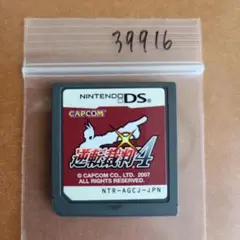 39916
NINTENDO DS
CAPCOM
逆転裁判4
© CAPCOM CO., LTD. 2007
ALL RIGHTS RESERVED.
NTR-AGCJ-JPN